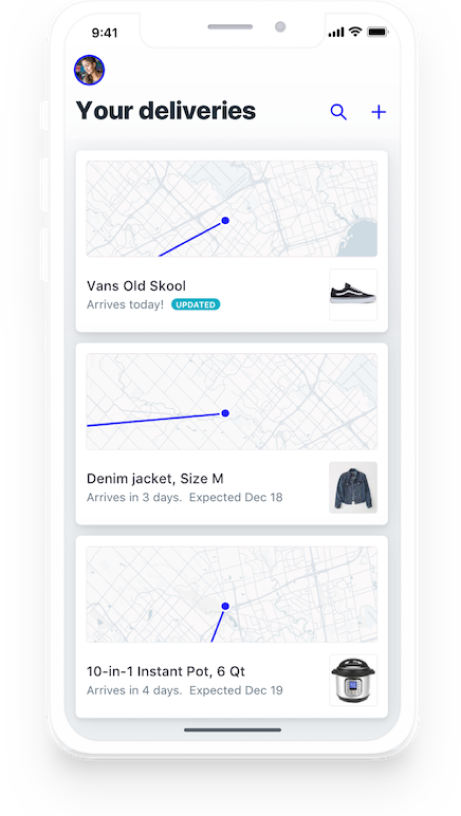 9:41
Your deliveries
Vans Old Skool
Arrives today! UPDATED
Denim jacket, Size M
Arrives in 3 days. Expected Dec 18
10-in-1 Instant Pot, 6 Qt
Arrives in 4 days. Expected Dec 19